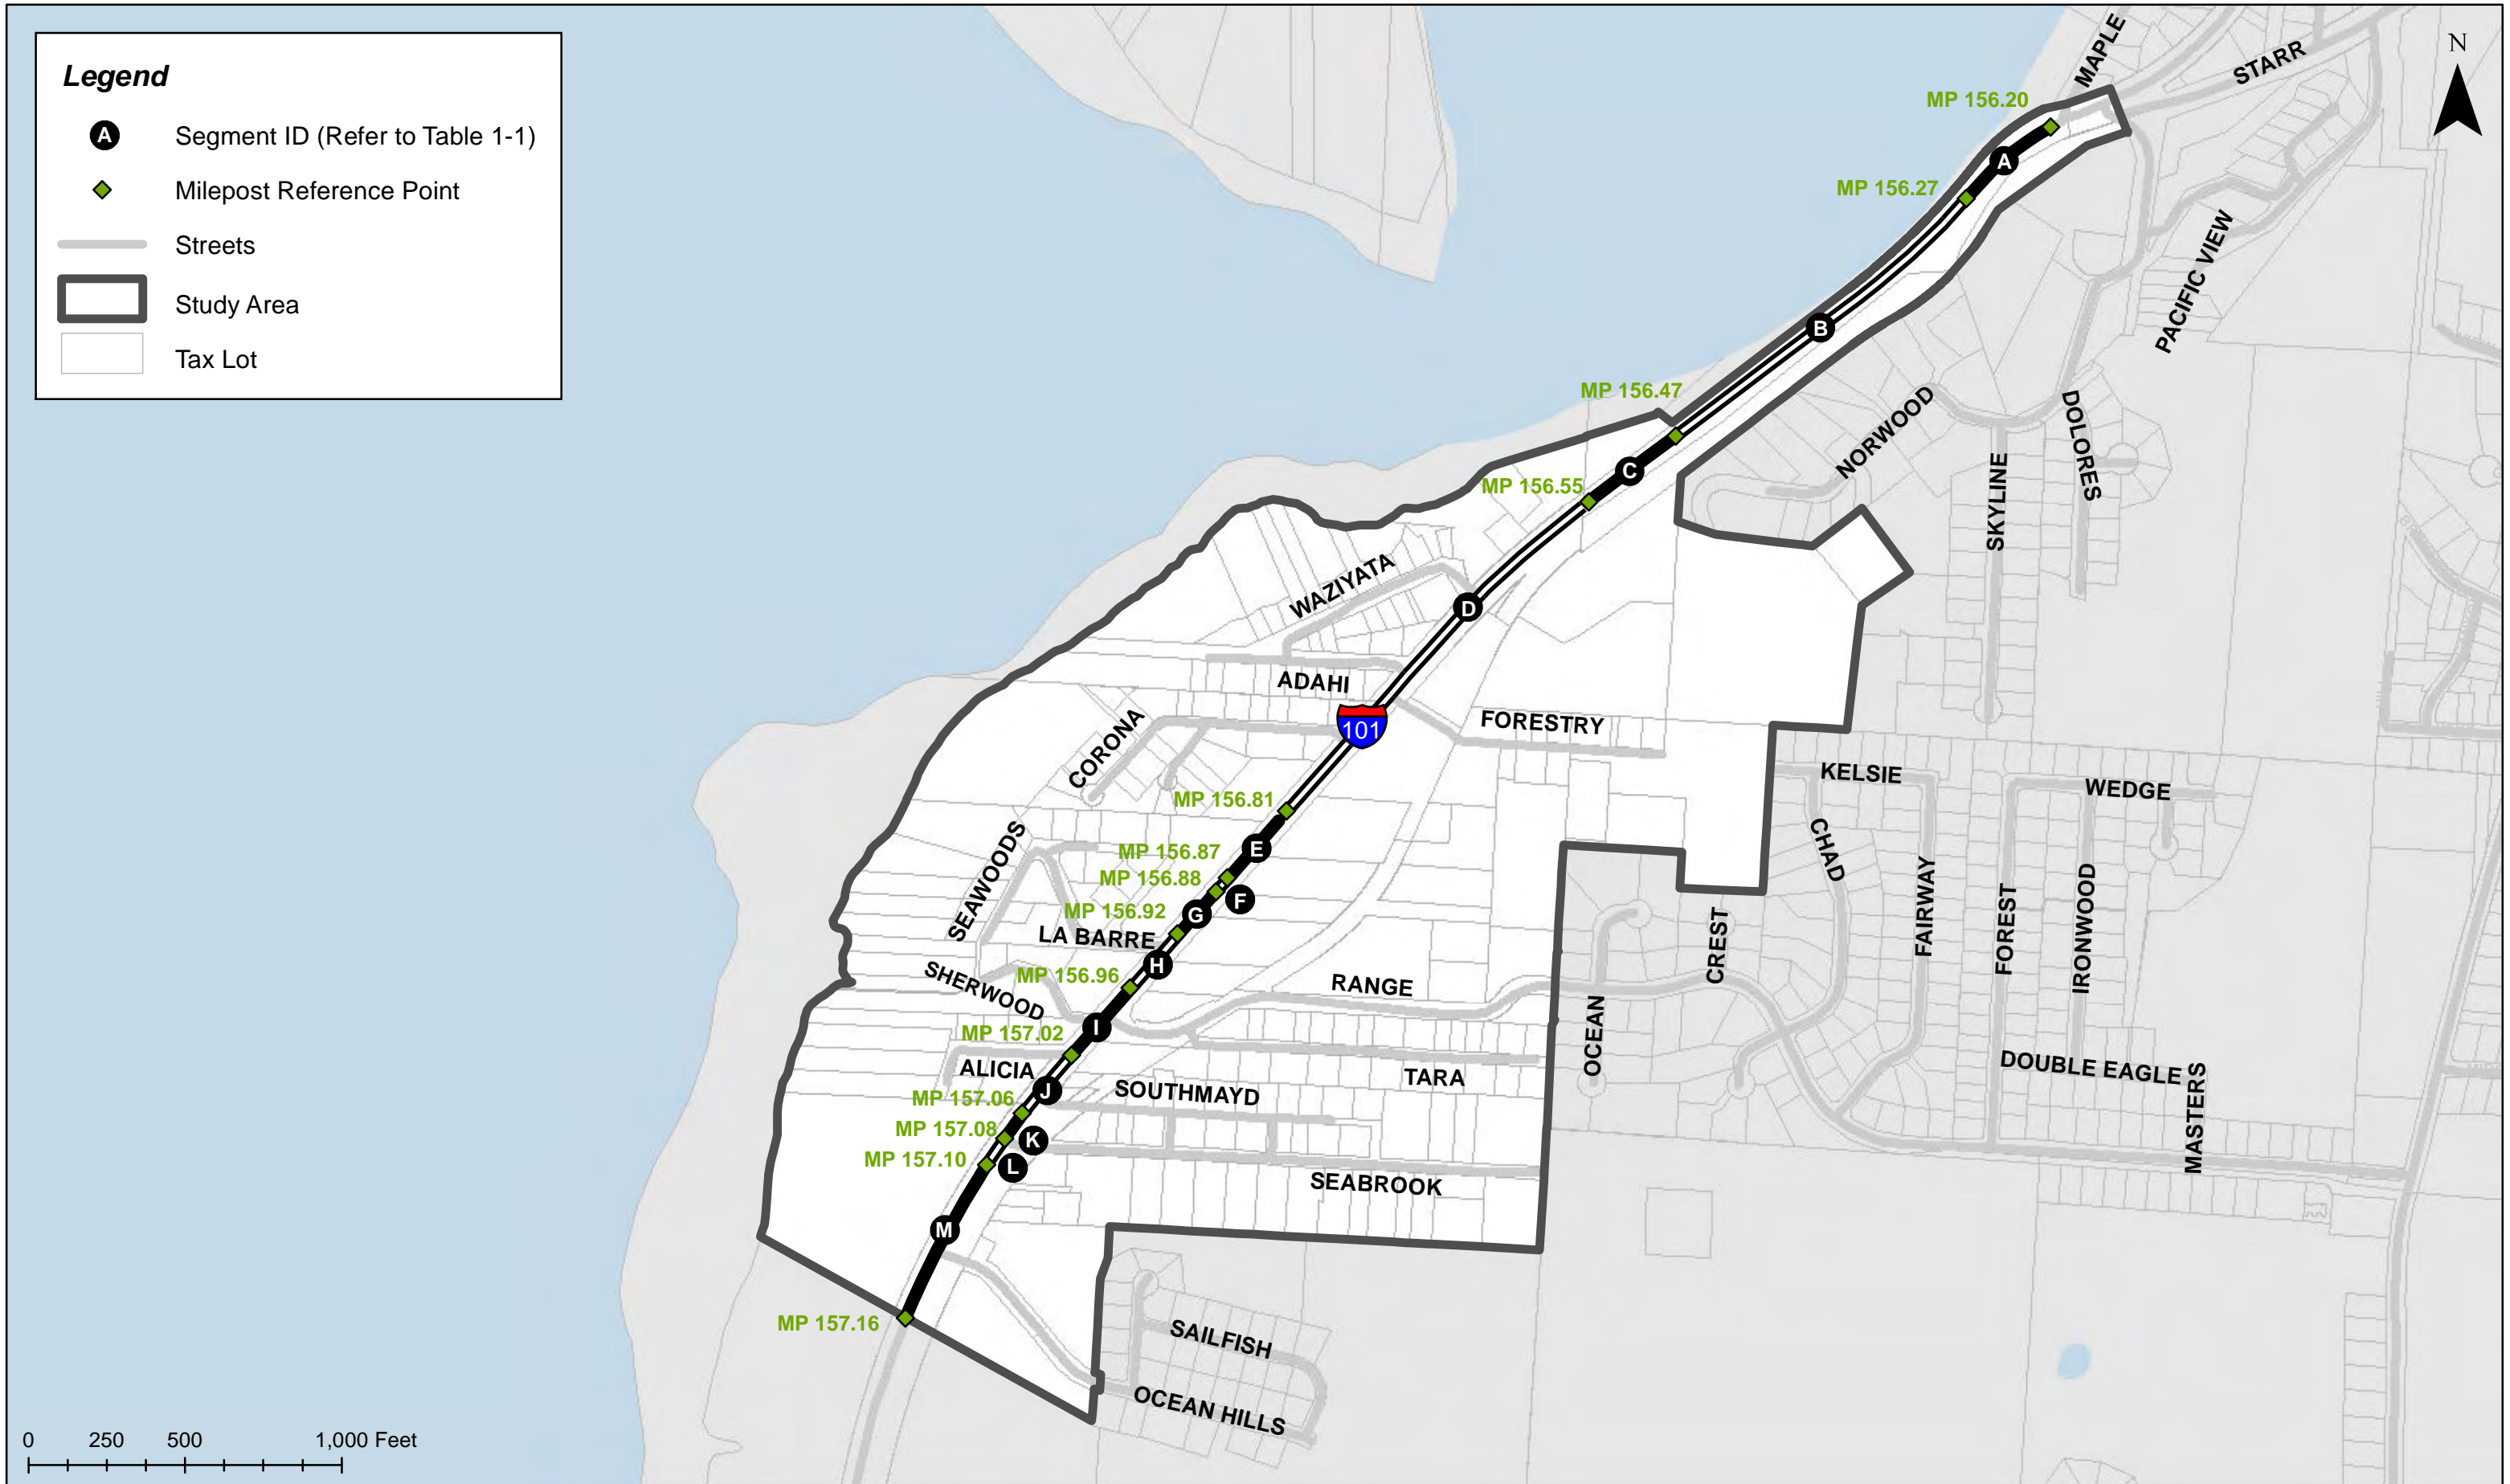 Legend
A Segment ID (Refer to Table 1-1)
Milepost Reference Point
Streets
Study Area
Tax Lot
N
MAPLE
STARR
MP 156.20
A
MP 156.27
PACIFIC VIEW
B
MP 156.47
NORWOOD
DOLORES
SKYLINE
C
MP 156.55
WAZIYATA
D
ADAHI
101
FORESTRY
CORONA
KELSIE
WEDGE
MP 156.81
CHAD
SEAWOODS
MP 156.87
E
MP 156.88
F
FAIRWAY
FOREST
IRONWOOD
MP 156.92
G
LA BARRE
CREST
H
MP 156.96
SHERWOOD
RANGE
I
MP 157.02
OCEAN
ALICIA
TARA
DOUBLE EAGLE
MASTERS
J
SOUTHMAYD
MP 157.06
MP 157.08
K
MP 157.10
L
SEABROOK
M
MP 157.16
SAILFISH
OCEAN HILLS
0 250 500 1,000 Feet